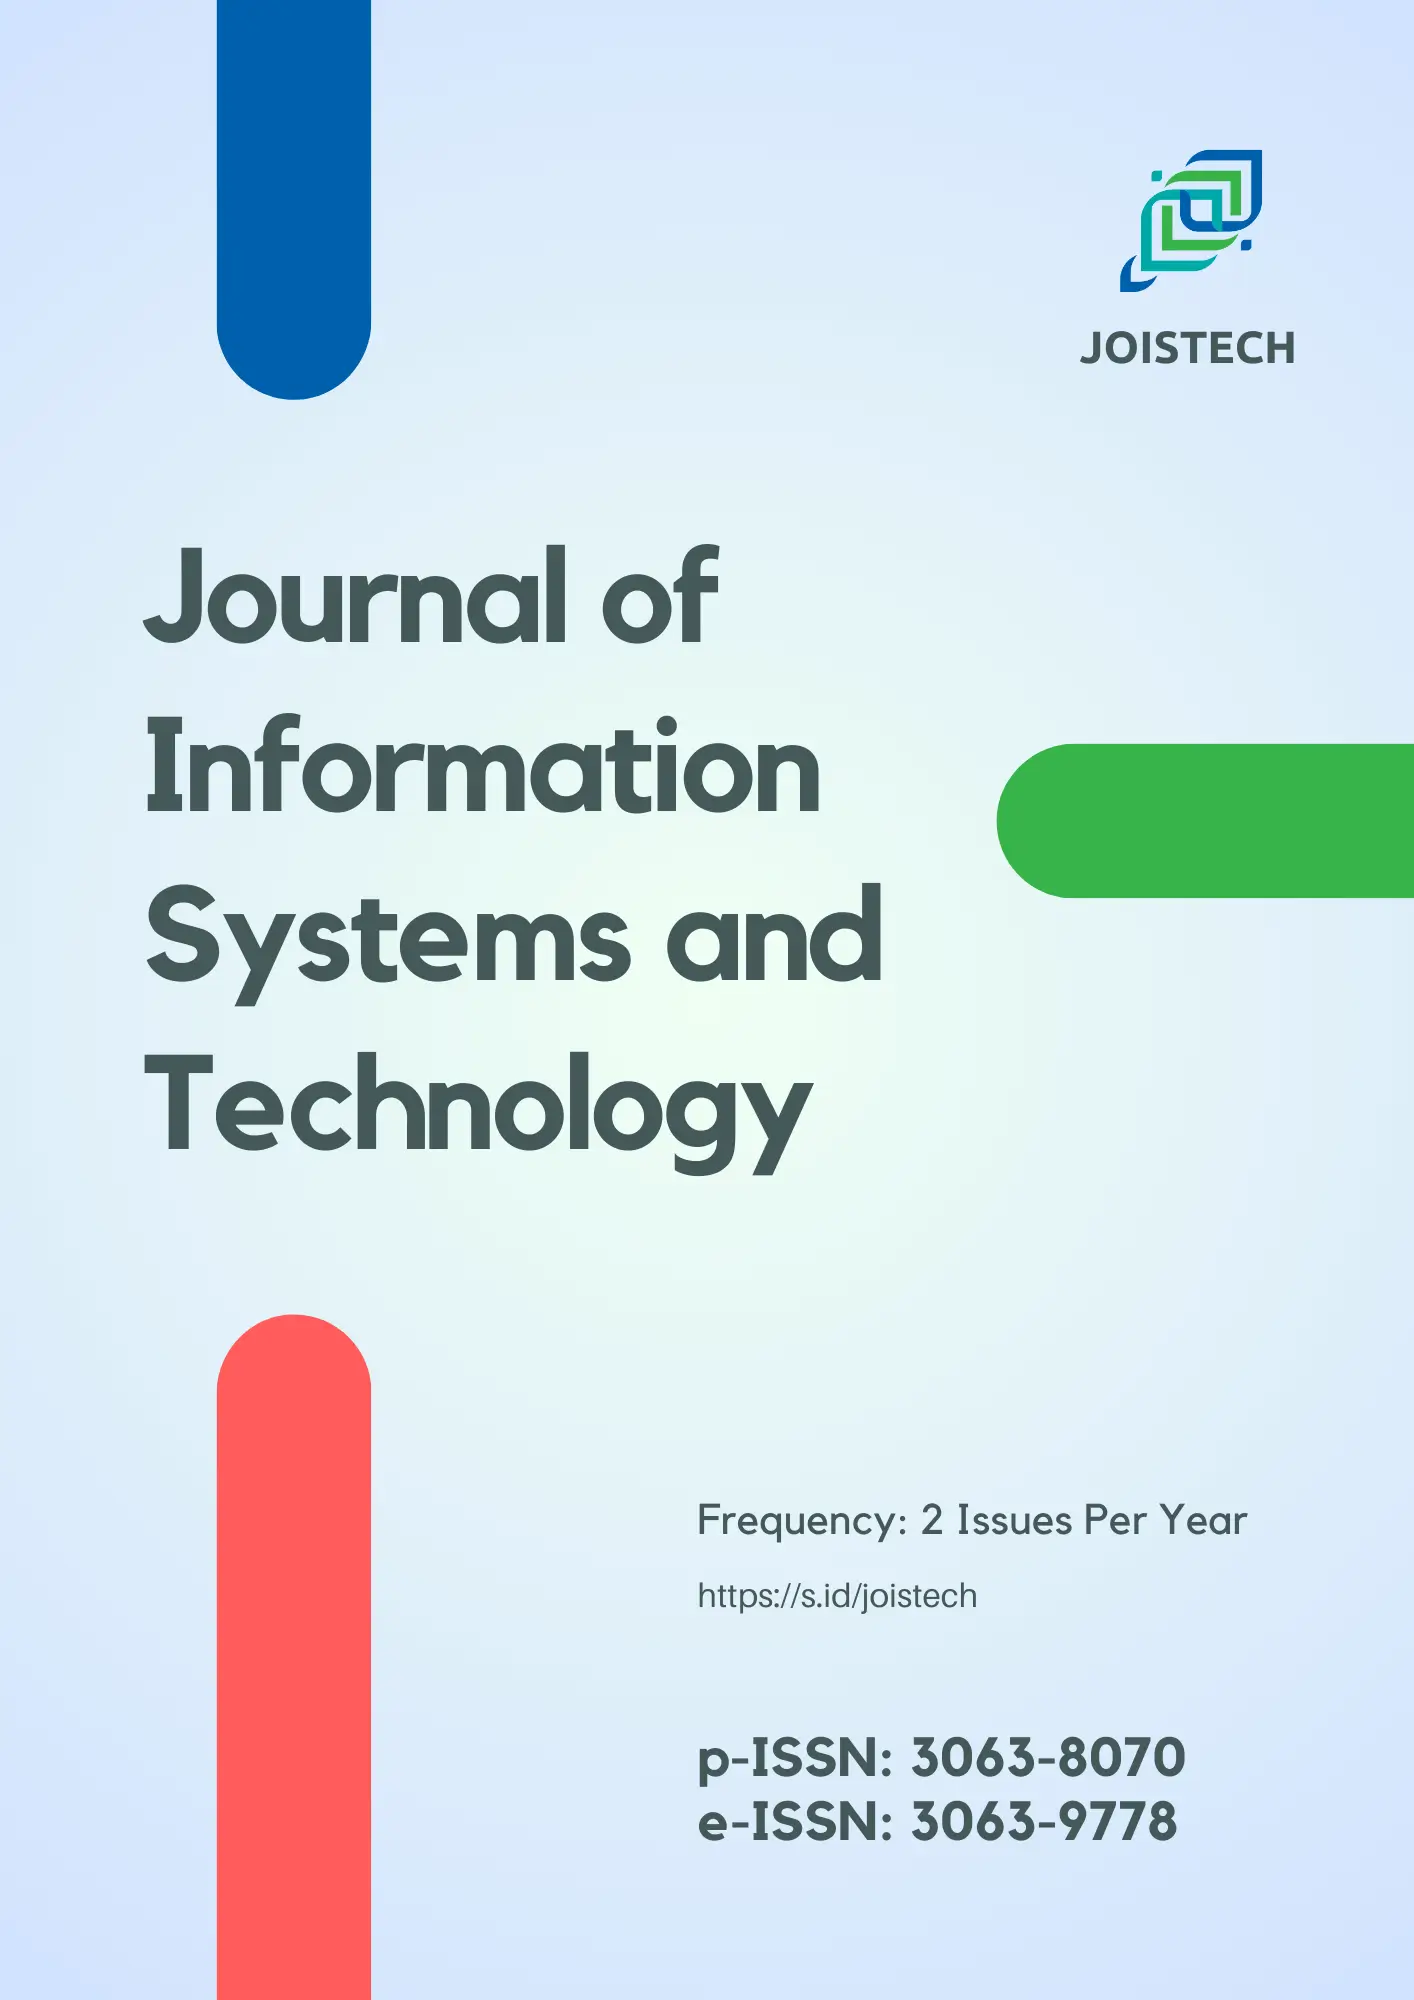 JOISTECH
Journal of
Information
Systems and
Technology
Frequency: 2 Issues Per Year
https://s.id/joistech
p-ISSN: 3063-8070
e-ISSN: 3063-9778